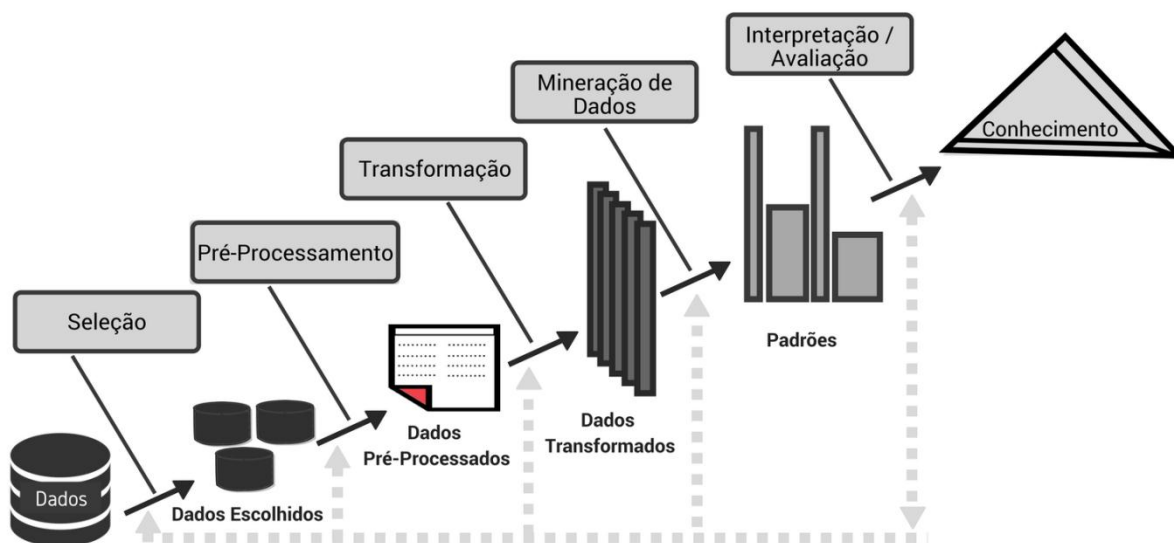 Interpretação /
Avaliação
Mineração de
Dados
Transformação
Pré-Processamento
Seleção
Conhecimento
Padrões
Dados
Transformados
Dados
Pré-Processados
Dados Escolhidos
Dados